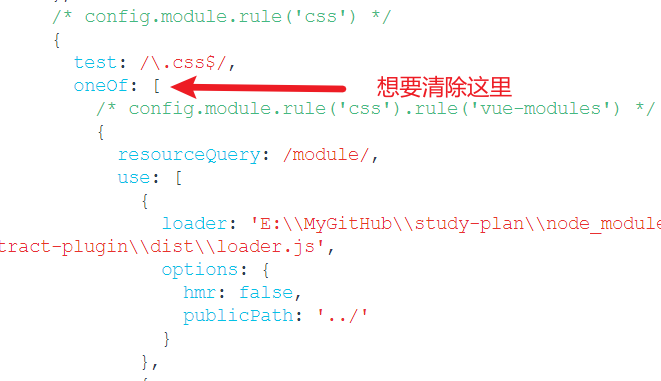 /* config.module.rule('css') */
{
test: /\.css$/,
oneOf: [ 想要清除这里
/* config.module.rule('css').rule('vue-modules') */
{
resourceQuery: /module/,
use: [
{
loader: 'E:\\MyGitHub\\study-plan\\node_module
tract-plugin\\dist\\loader.js',
options: {
hmr: false,
publicPath: '../'
}
},